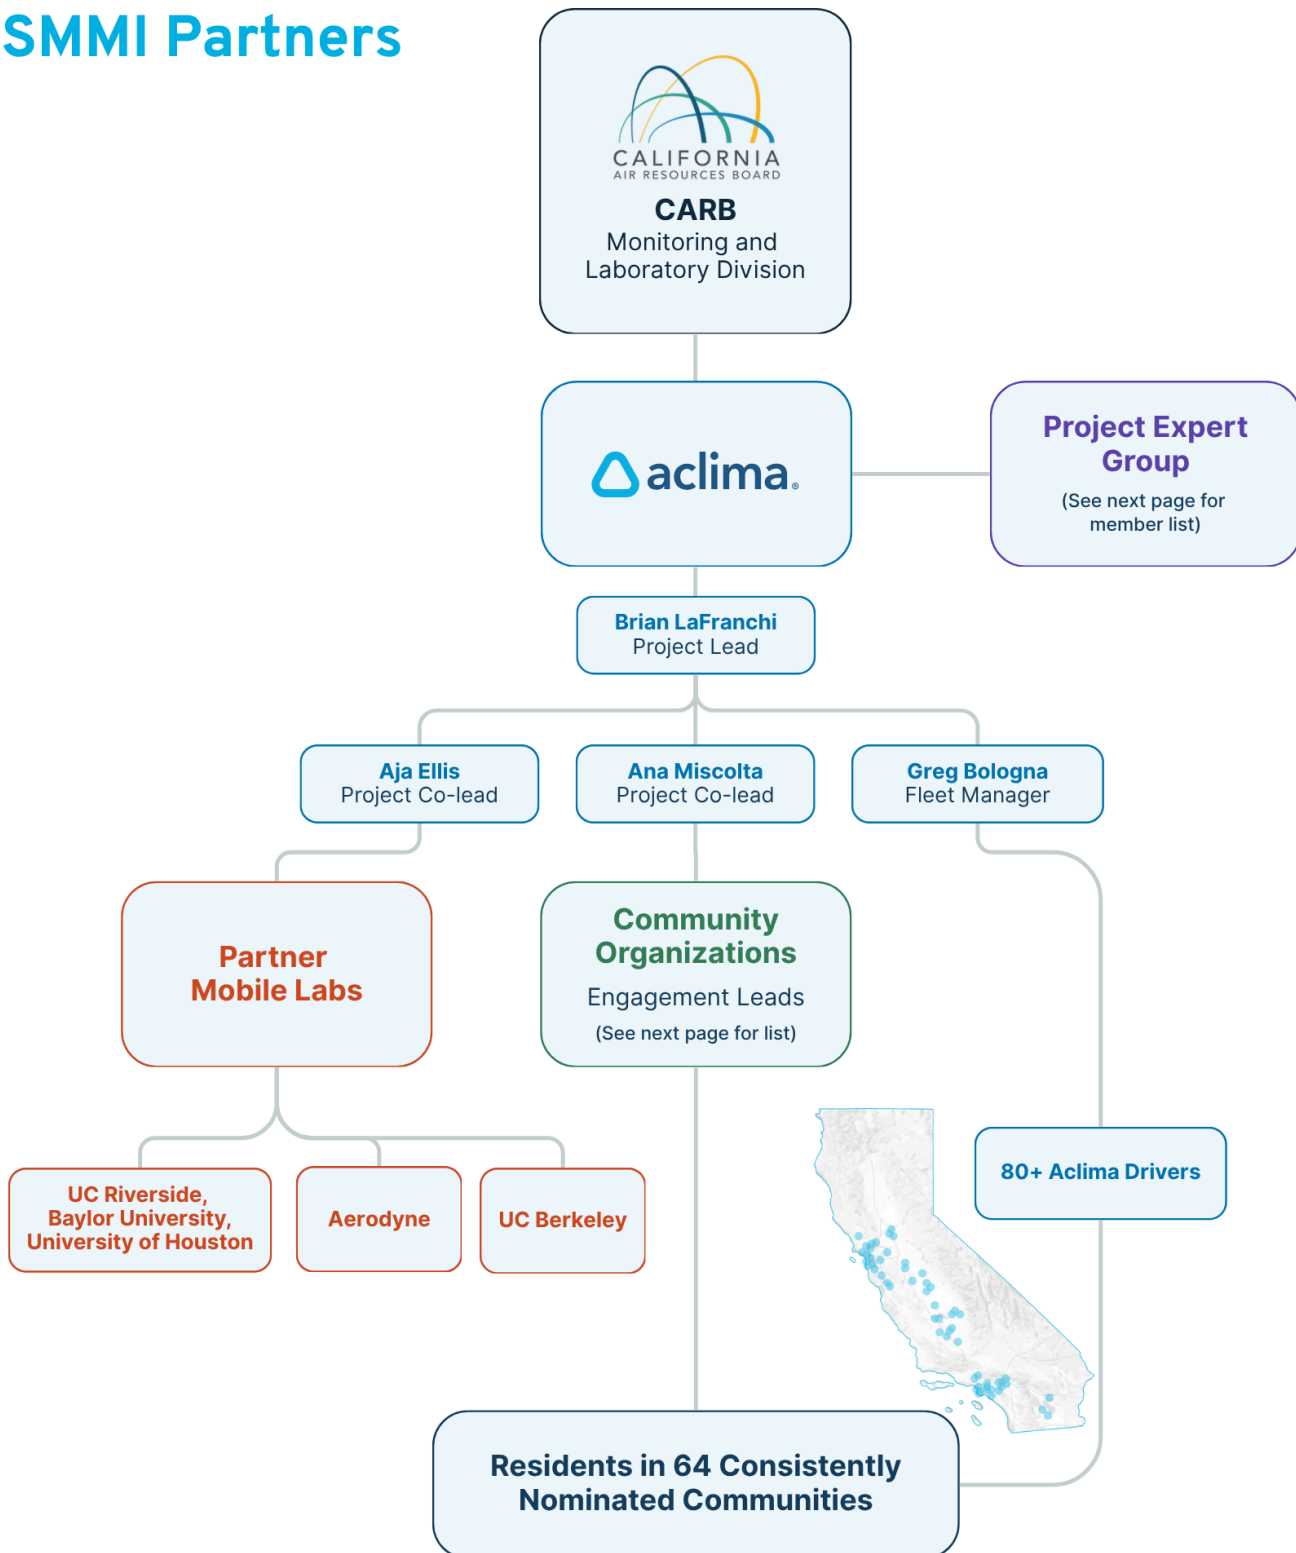 SMMI Partners
CALIFORNIA
AIR RESOURCES BOARD
CARB
Monitoring and
Laboratory Division
aclima®
Project Expert
Group
(See next page for
member list)
Brian LaFranchi
Project Lead
Aja Ellis
Project Co-lead
Ana Miscolta
Project Co-lead
Greg Bologna
Fleet Manager
Partner
Mobile Labs
Community
Organizations
Engagement Leads
(See next page for list)
UC Riverside,
Baylor University,
University of Houston
Aerodyne
UC Berkeley
80+ Aclima Drivers
Residents in 64 Consistently
Nominated Communities